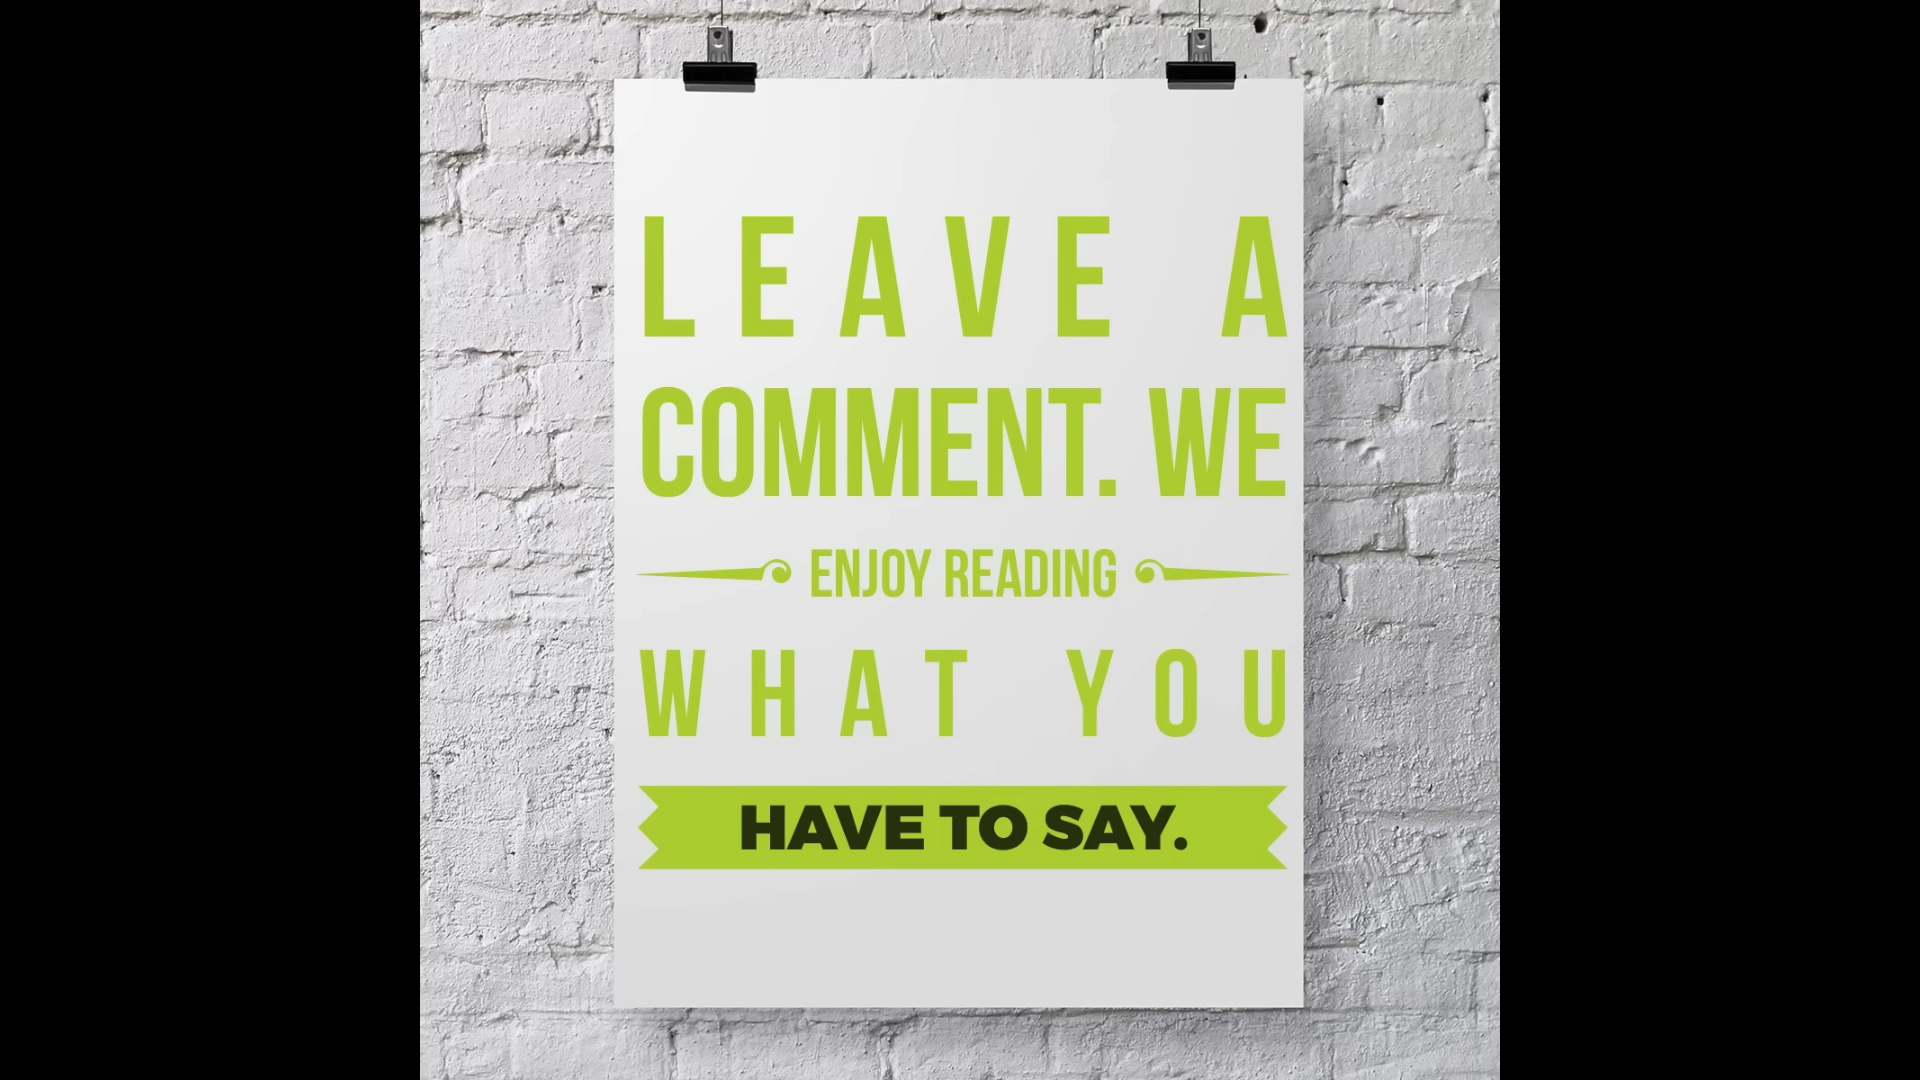 LEAVE A
COMMENT. WE
ENJOY READING
WHAT YOU
HAVE TO SAY.